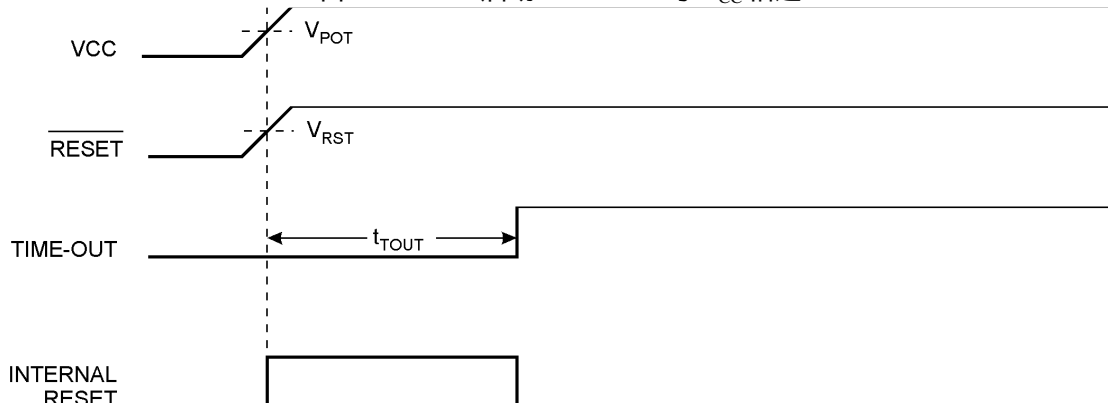 VCC
V_POT
RESET
V_RST
TIME-OUT
t_TOUT
INTERNAL
RESET